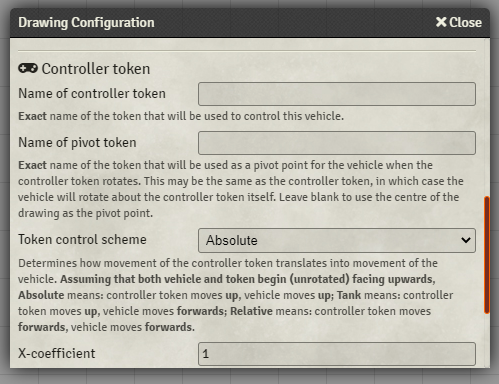 Drawing Configuration
Close
Controller token
Name of controller token
Exact name of the token that will be used to control this vehicle.
Name of pivot token
Exact name of the token that will be used as a pivot point for the vehicle when the
controller token rotates. This may be the same as the controller token, in which case the
vehicle will rotate about the controller token itself. Leave blank to use the centre of the
drawing as the pivot point.
Token control scheme
Absolute
Determines how movement of the controller token translates into movement of the
vehicle. Assuming that both vehicle and token begin (unrotated) facing upwards,
Absolute means: controller token moves up, vehicle moves up; Tank means: controller
token moves up, vehicle moves forwards; Relative means: controller token moves
forwards, vehicle moves forwards.
X-coefficient
1